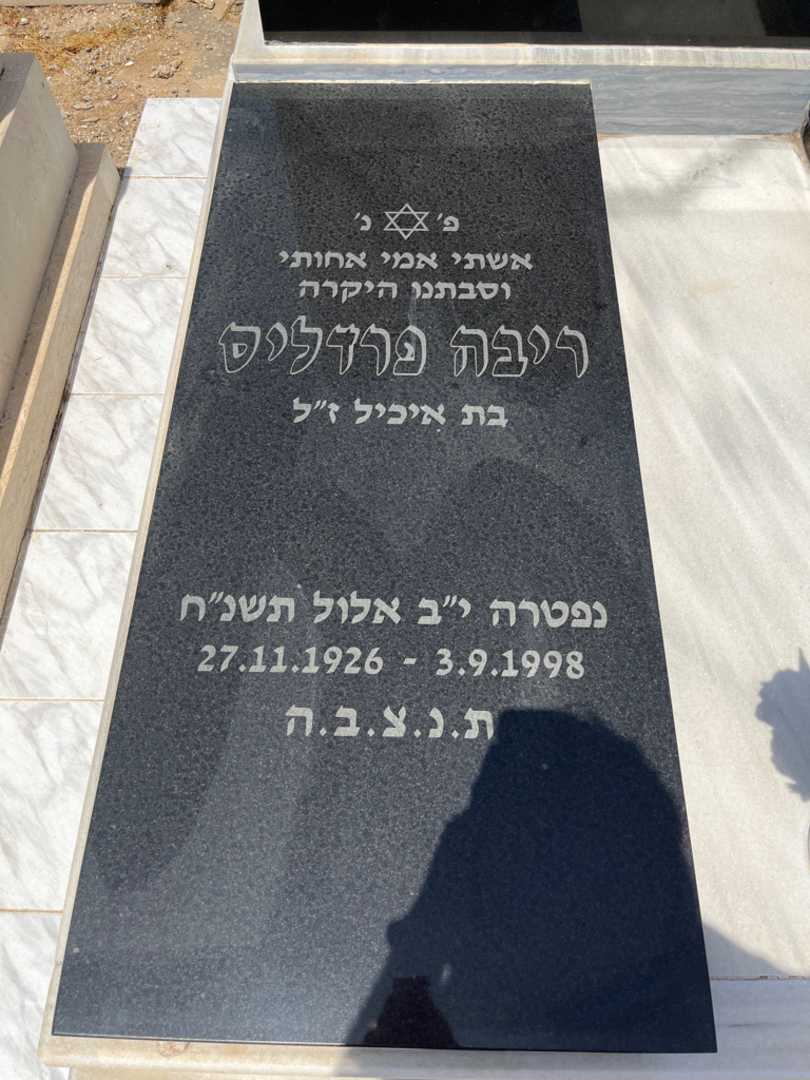 פ' נ'
אשתי אמי אחותי
וסבתנו היקרה
ריבה פרדליס
בת איכיל ז"ל
נפטרה י"ב אלול תשנ"ח
27.11.1926 - 3.9.1998
ת.נ.צ.ב.ה